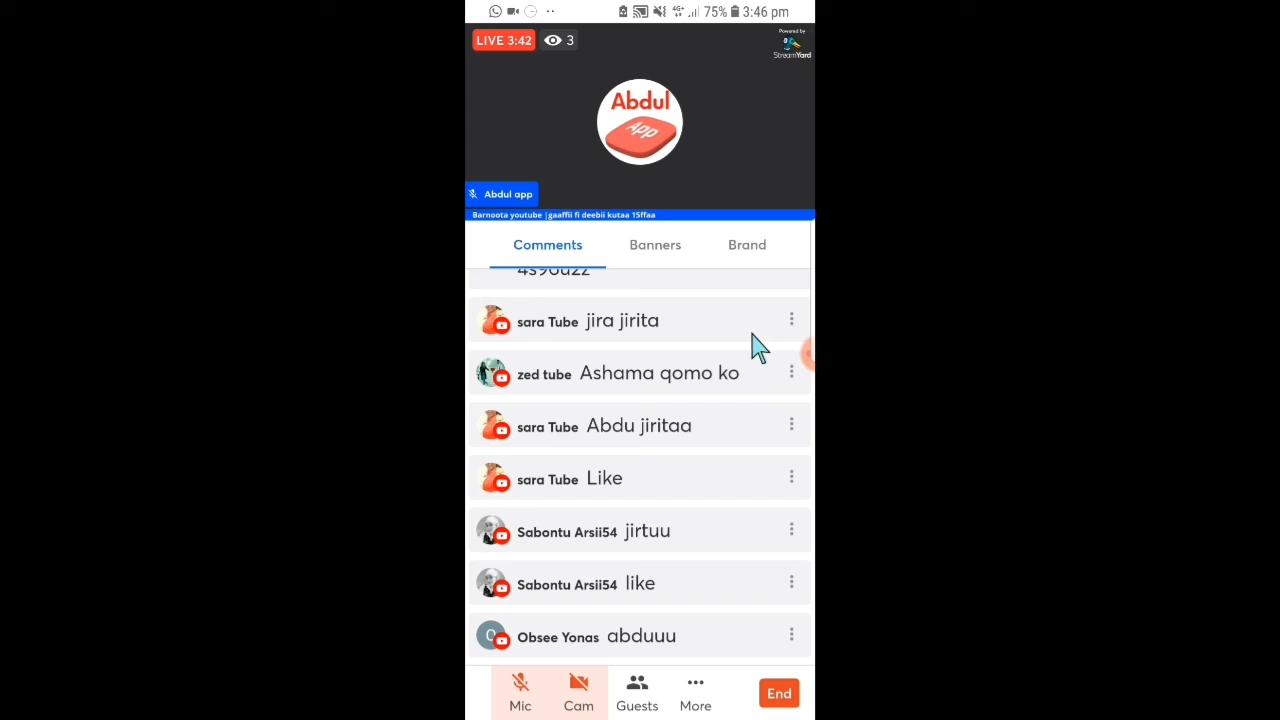 75% 3:46 pm
LIVE 3:42
3
Powered by
StreamYard
Abdul
App
Abdul app
Barnoota youtube |gaaffii fi deebii kutaa 15ffaa
Comments
Banners
Brand
sara Tube jira jirita
zed tube Ashama qomo ko
sara Tube Abdu jiritaa
sara Tube Like
Sabontu Arsii54 jirtuu
Sabontu Arsii54 like
O
Obsee Yonas abduuu
Mic
Cam
Guests
More
End